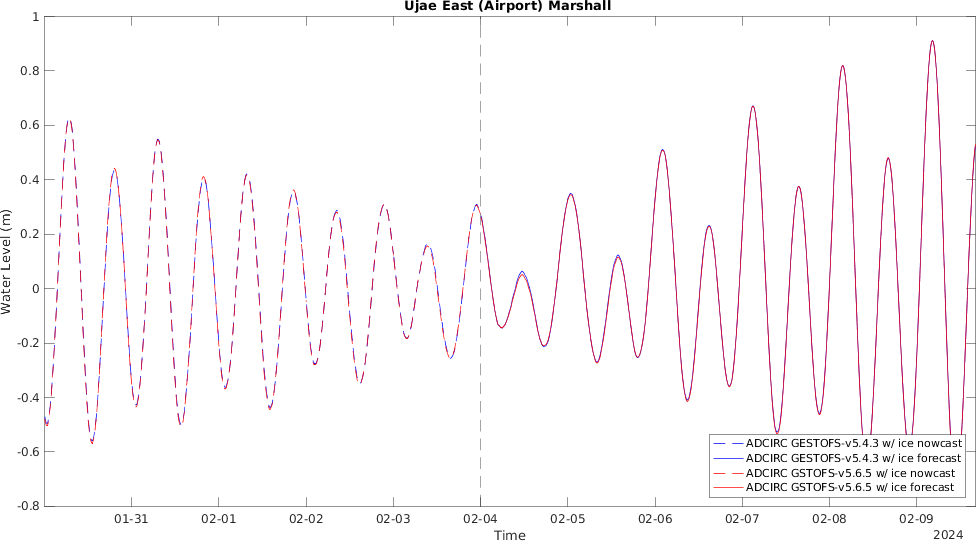 Ujae East (Airport) Marshall
1
0.8
0.6
0.4
0.2
0
-0.2
-0.4
-0.6
-0.8
Water Level (m)
ADCIRC GESTOFS-v5.4.3 w/ ice nowcast
ADCIRC GESTOFS-v5.4.3 w/ ice forecast
ADCIRC GSTOFS-v5.6.5 w/ ice nowcast
ADCIRC GSTOFS-v5.6.5 w/ ice forecast
01-31 02-01 02-02 02-03 02-04 02-05 02-06 02-07 02-08 02-09
Time
2024